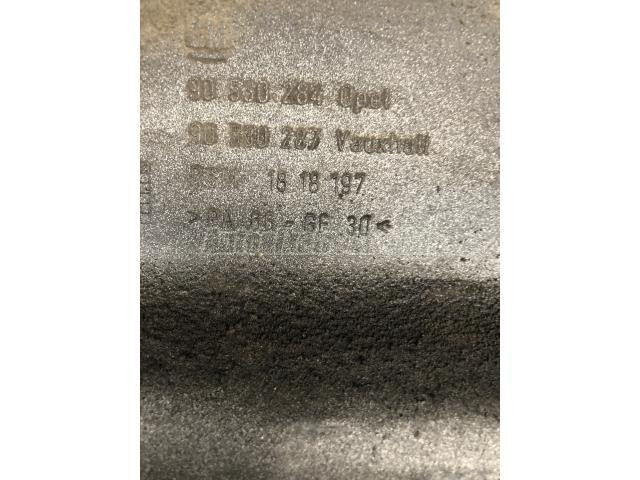 90 530 284 Opel
90 530 287 Vauxhall
18 18 197
>PA 66 - GF 30<